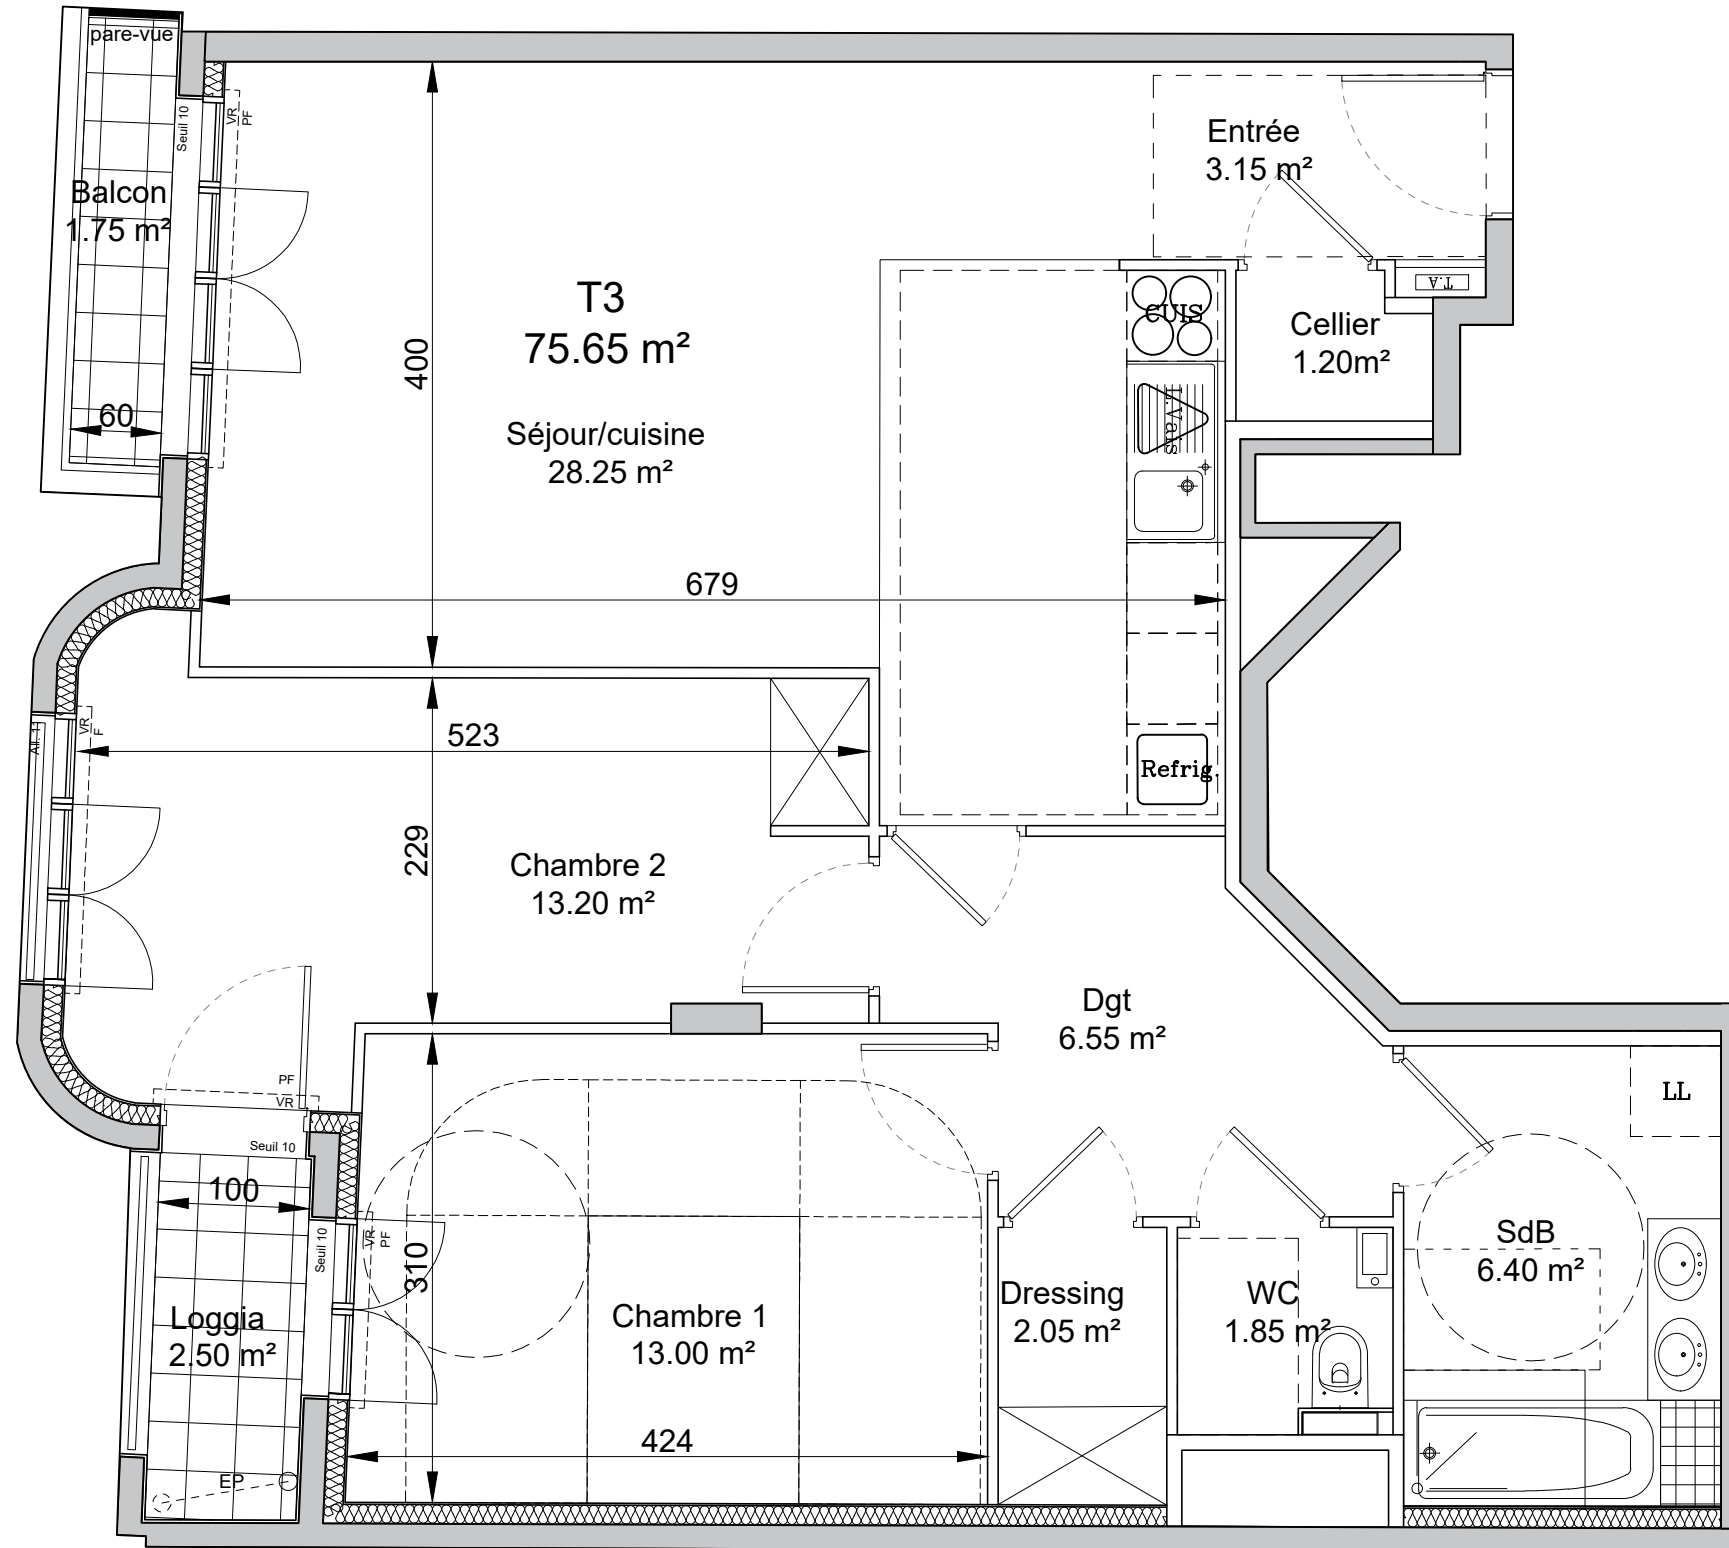 pare-vue
Seuil 10
VR
PF
Balcon
1.75 m²
60
Entrée
3.15 m²
T3
75.65 m²
400
Séjour/cuisine
28.25 m²
CUIS
L.Vais
T.A
Cellier
1.20m²
679
Refrig.
All. 11
VR
F
523
229
Chambre 2
13.20 m²
Dgt
6.55 m²
PF
VR
Seuil 10
100
Seuil 10
VR
PF
310
Loggia
2.50 m²
EP
Chambre 1
13.00 m²
424
Dressing
2.05 m²
WC
1.85 m²
LL
SdB
6.40 m²